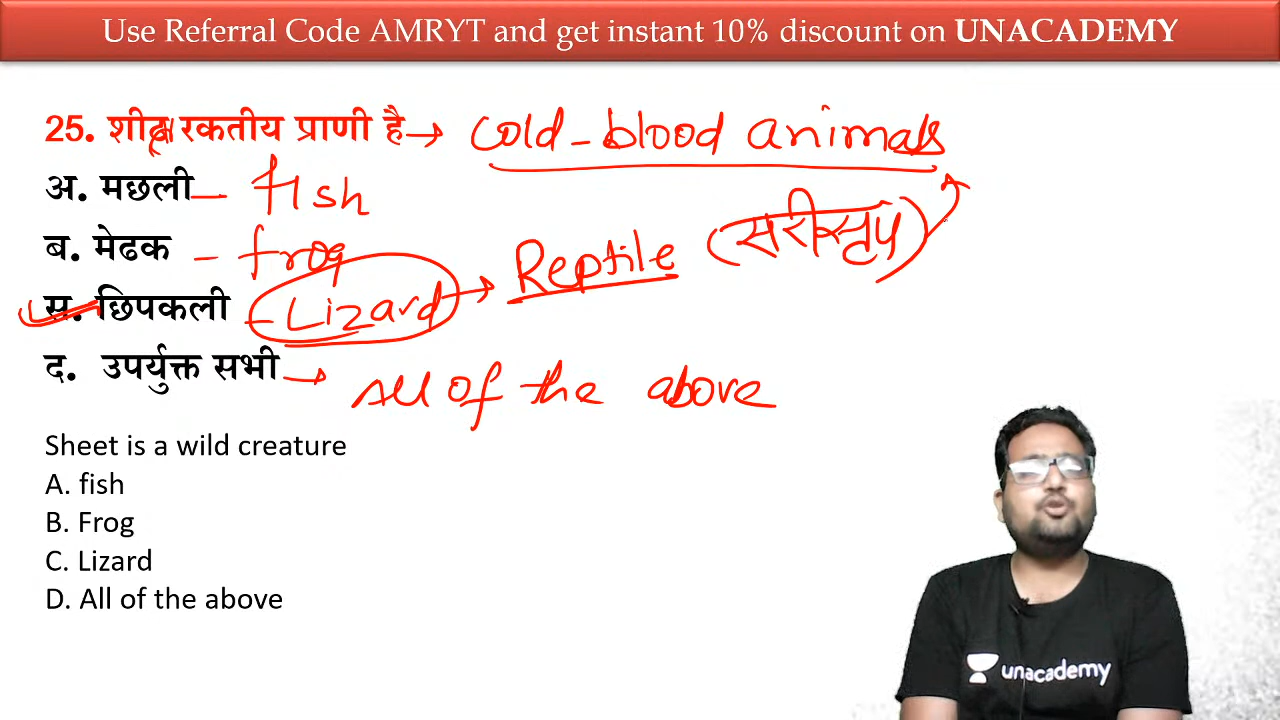 Use Referral Code AMRYT and get instant 10% discount on UNACADEMY
25. रकतीय प्राणी है → cold-blood animals
अ. मछली – fish
ब. मेढक – frog
Reptile (सरीसृप)
स. छिपकली – Lizard
द. उपर्युक्त सभी → All of the above
Sheet is a wild creature
A. fish
B. Frog
C. Lizard
D. All of the above
unacademy